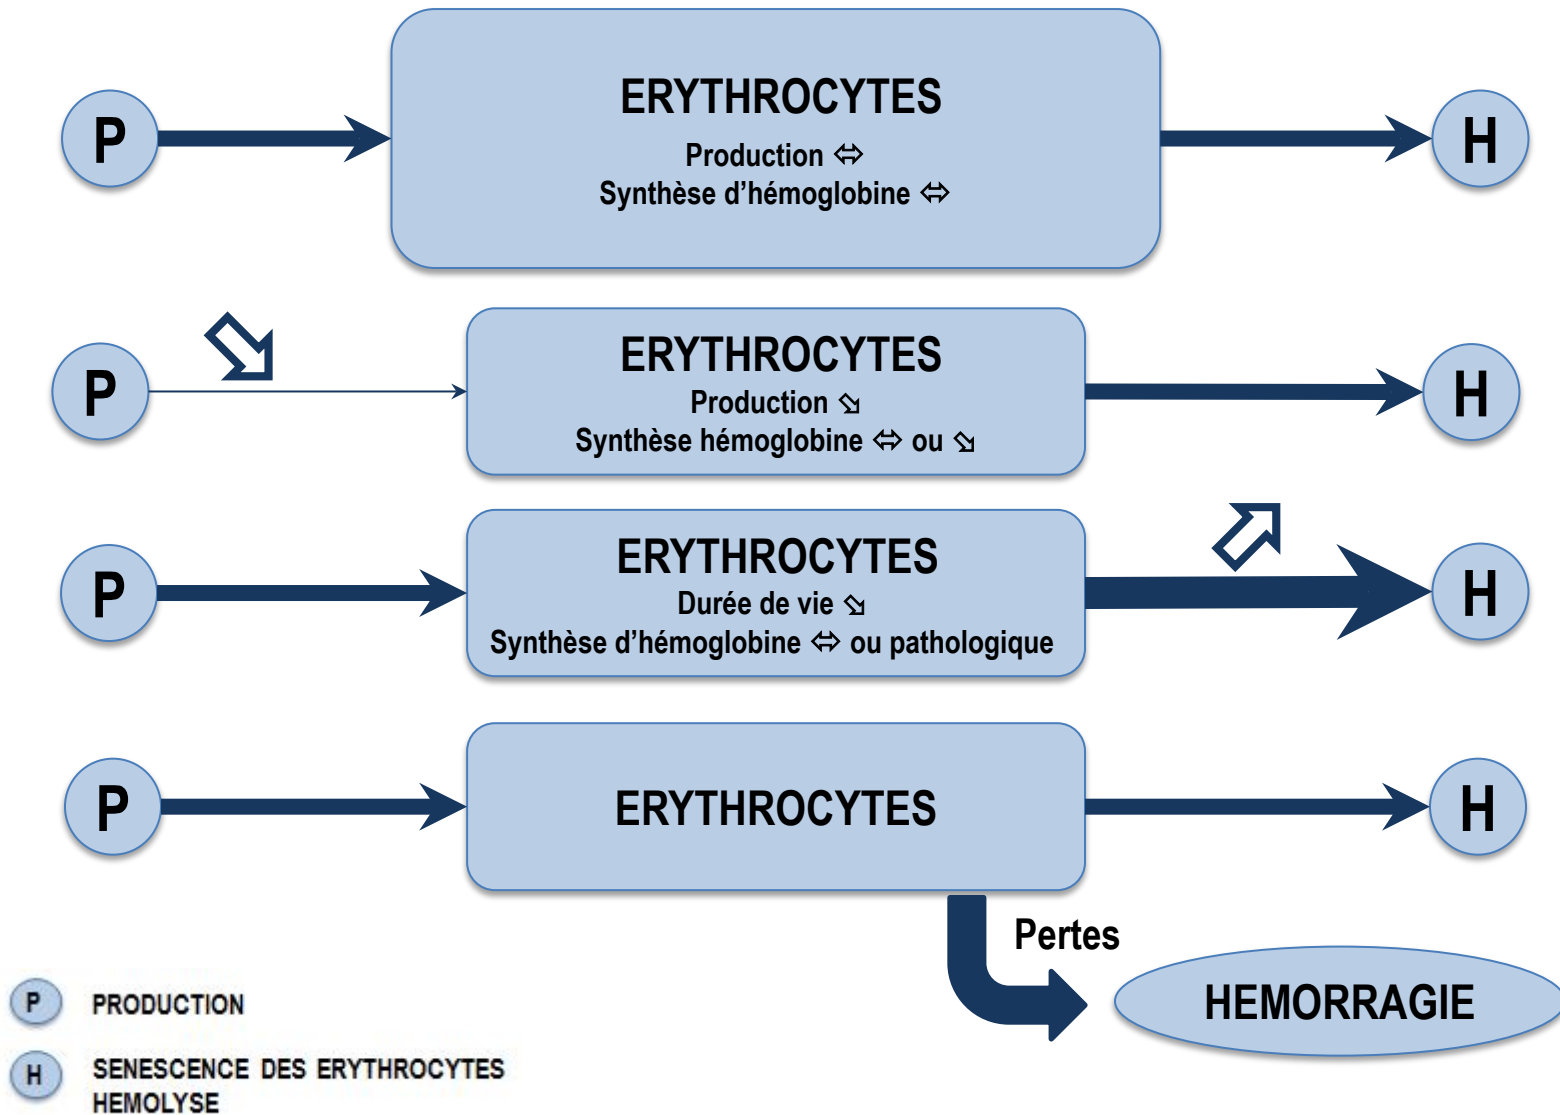 P
ERYTHROCYTES
Production ⇔
Synthèse d'hémoglobine ⇔
H
P
ERYTHROCYTES
Production ⇘
Synthèse hémoglobine ⇔ ou ⇘
H
P
ERYTHROCYTES
Durée de vie ⇘
Synthèse d'hémoglobine ⇔ ou pathologique
H
P
ERYTHROCYTES
H
Pertes
HEMORRAGIE
P PRODUCTION
H SENESCENCE DES ERYTHROCYTES
HEMOLYSE